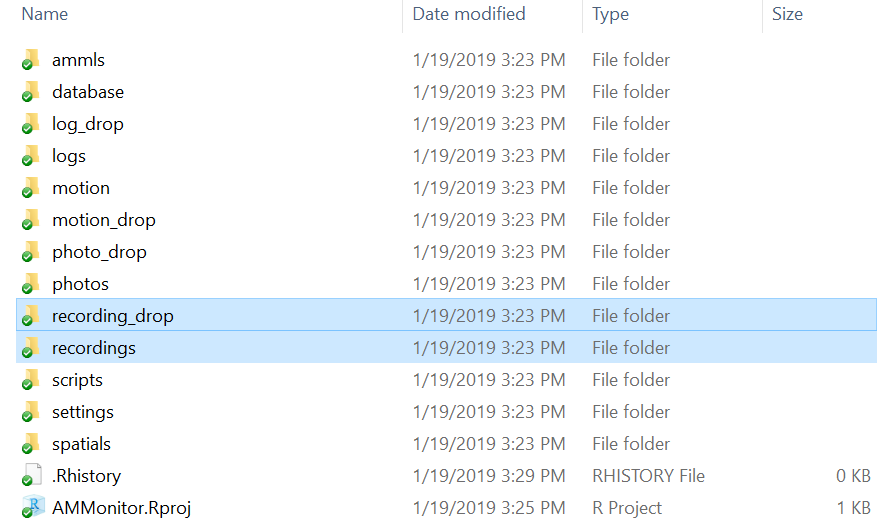 Name Date modified Type Size
ammls 1/19/2019 3:23 PM File folder
database 1/19/2019 3:23 PM File folder
log_drop 1/19/2019 3:23 PM File folder
logs 1/19/2019 3:23 PM File folder
motion 1/19/2019 3:23 PM File folder
motion_drop 1/19/2019 3:23 PM File folder
photo_drop 1/19/2019 3:23 PM File folder
photos 1/19/2019 3:23 PM File folder
recording_drop 1/19/2019 3:23 PM File folder
recordings 1/19/2019 3:23 PM File folder
scripts 1/19/2019 3:23 PM File folder
settings 1/19/2019 3:23 PM File folder
spatials 1/19/2019 3:23 PM File folder
.Rhistory 1/19/2019 3:29 PM RHISTORY File 0 KB
AMMonitor.Rproj 1/19/2019 3:25 PM R Project 1 KB